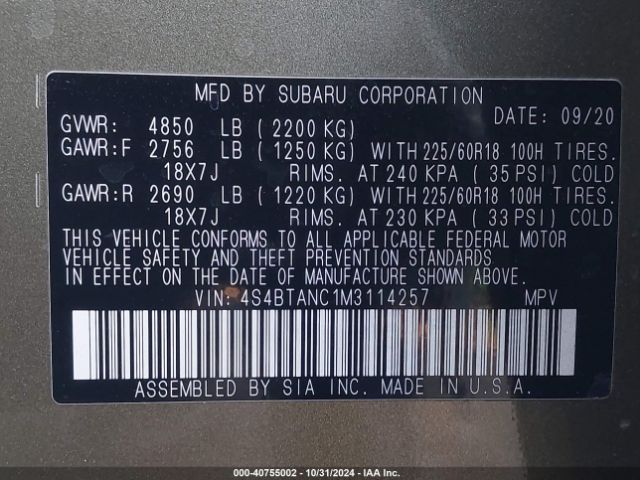 MFD BY SUBARU CORPORATION
DATE: 09/20
GVWR: 4850 LB ( 2200 KG)
GAWR:F 2756 LB ( 1250 KG) WITH 225/60R18 100H TIRES.
18X7J RIMS. AT 240 KPA ( 35 PSI) COLD
GAWR:R 2690 LB ( 1220 KG) WITH 225/60R18 100H TIRES.
18X7J RIMS. AT 230 KPA ( 33 PSI) COLD
THIS VEHICLE CONFORMS TO ALL APPLICABLE FEDERAL MOTOR
VEHICLE SAFETY AND THEFT PREVENTION STANDARDS
IN EFFECT ON THE DATE OF MANUFACTURE SHOWN ABOVE.
VIN: 4S4BTANC1M3114257 MPV
ASSEMBLED BY SIA INC. MADE IN U.S.A.
000-40755002 - 10/31/2024 - IAA Inc.